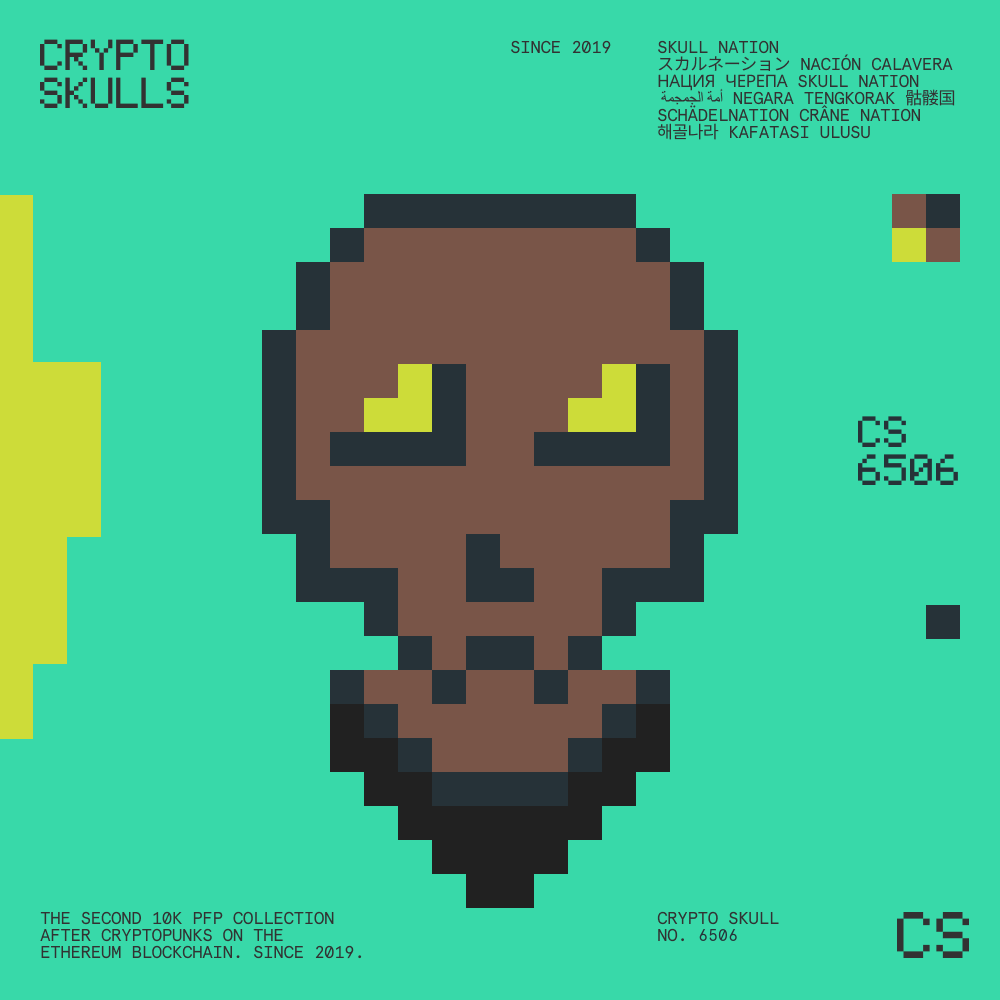 CRYPTO
SKULLS
SINCE 2019
SKULL NATION
スカルネーション NACIÓN CALAVERA
НАЦИЯ ЧЕРЕПА SKULL NATION
أمة الجمجمة NEGARA TENGKORAK 骷髅国
SCHÄDELNATION CRÂNE NATION
해골나라 KAFATASI ULUSU
CS
6506
THE SECOND 10K PFP COLLECTION
AFTER CRYPTOPUNKS ON THE
ETHEREUM BLOCKCHAIN. SINCE 2019.
CRYPTO SKULL
NO. 6506
CS